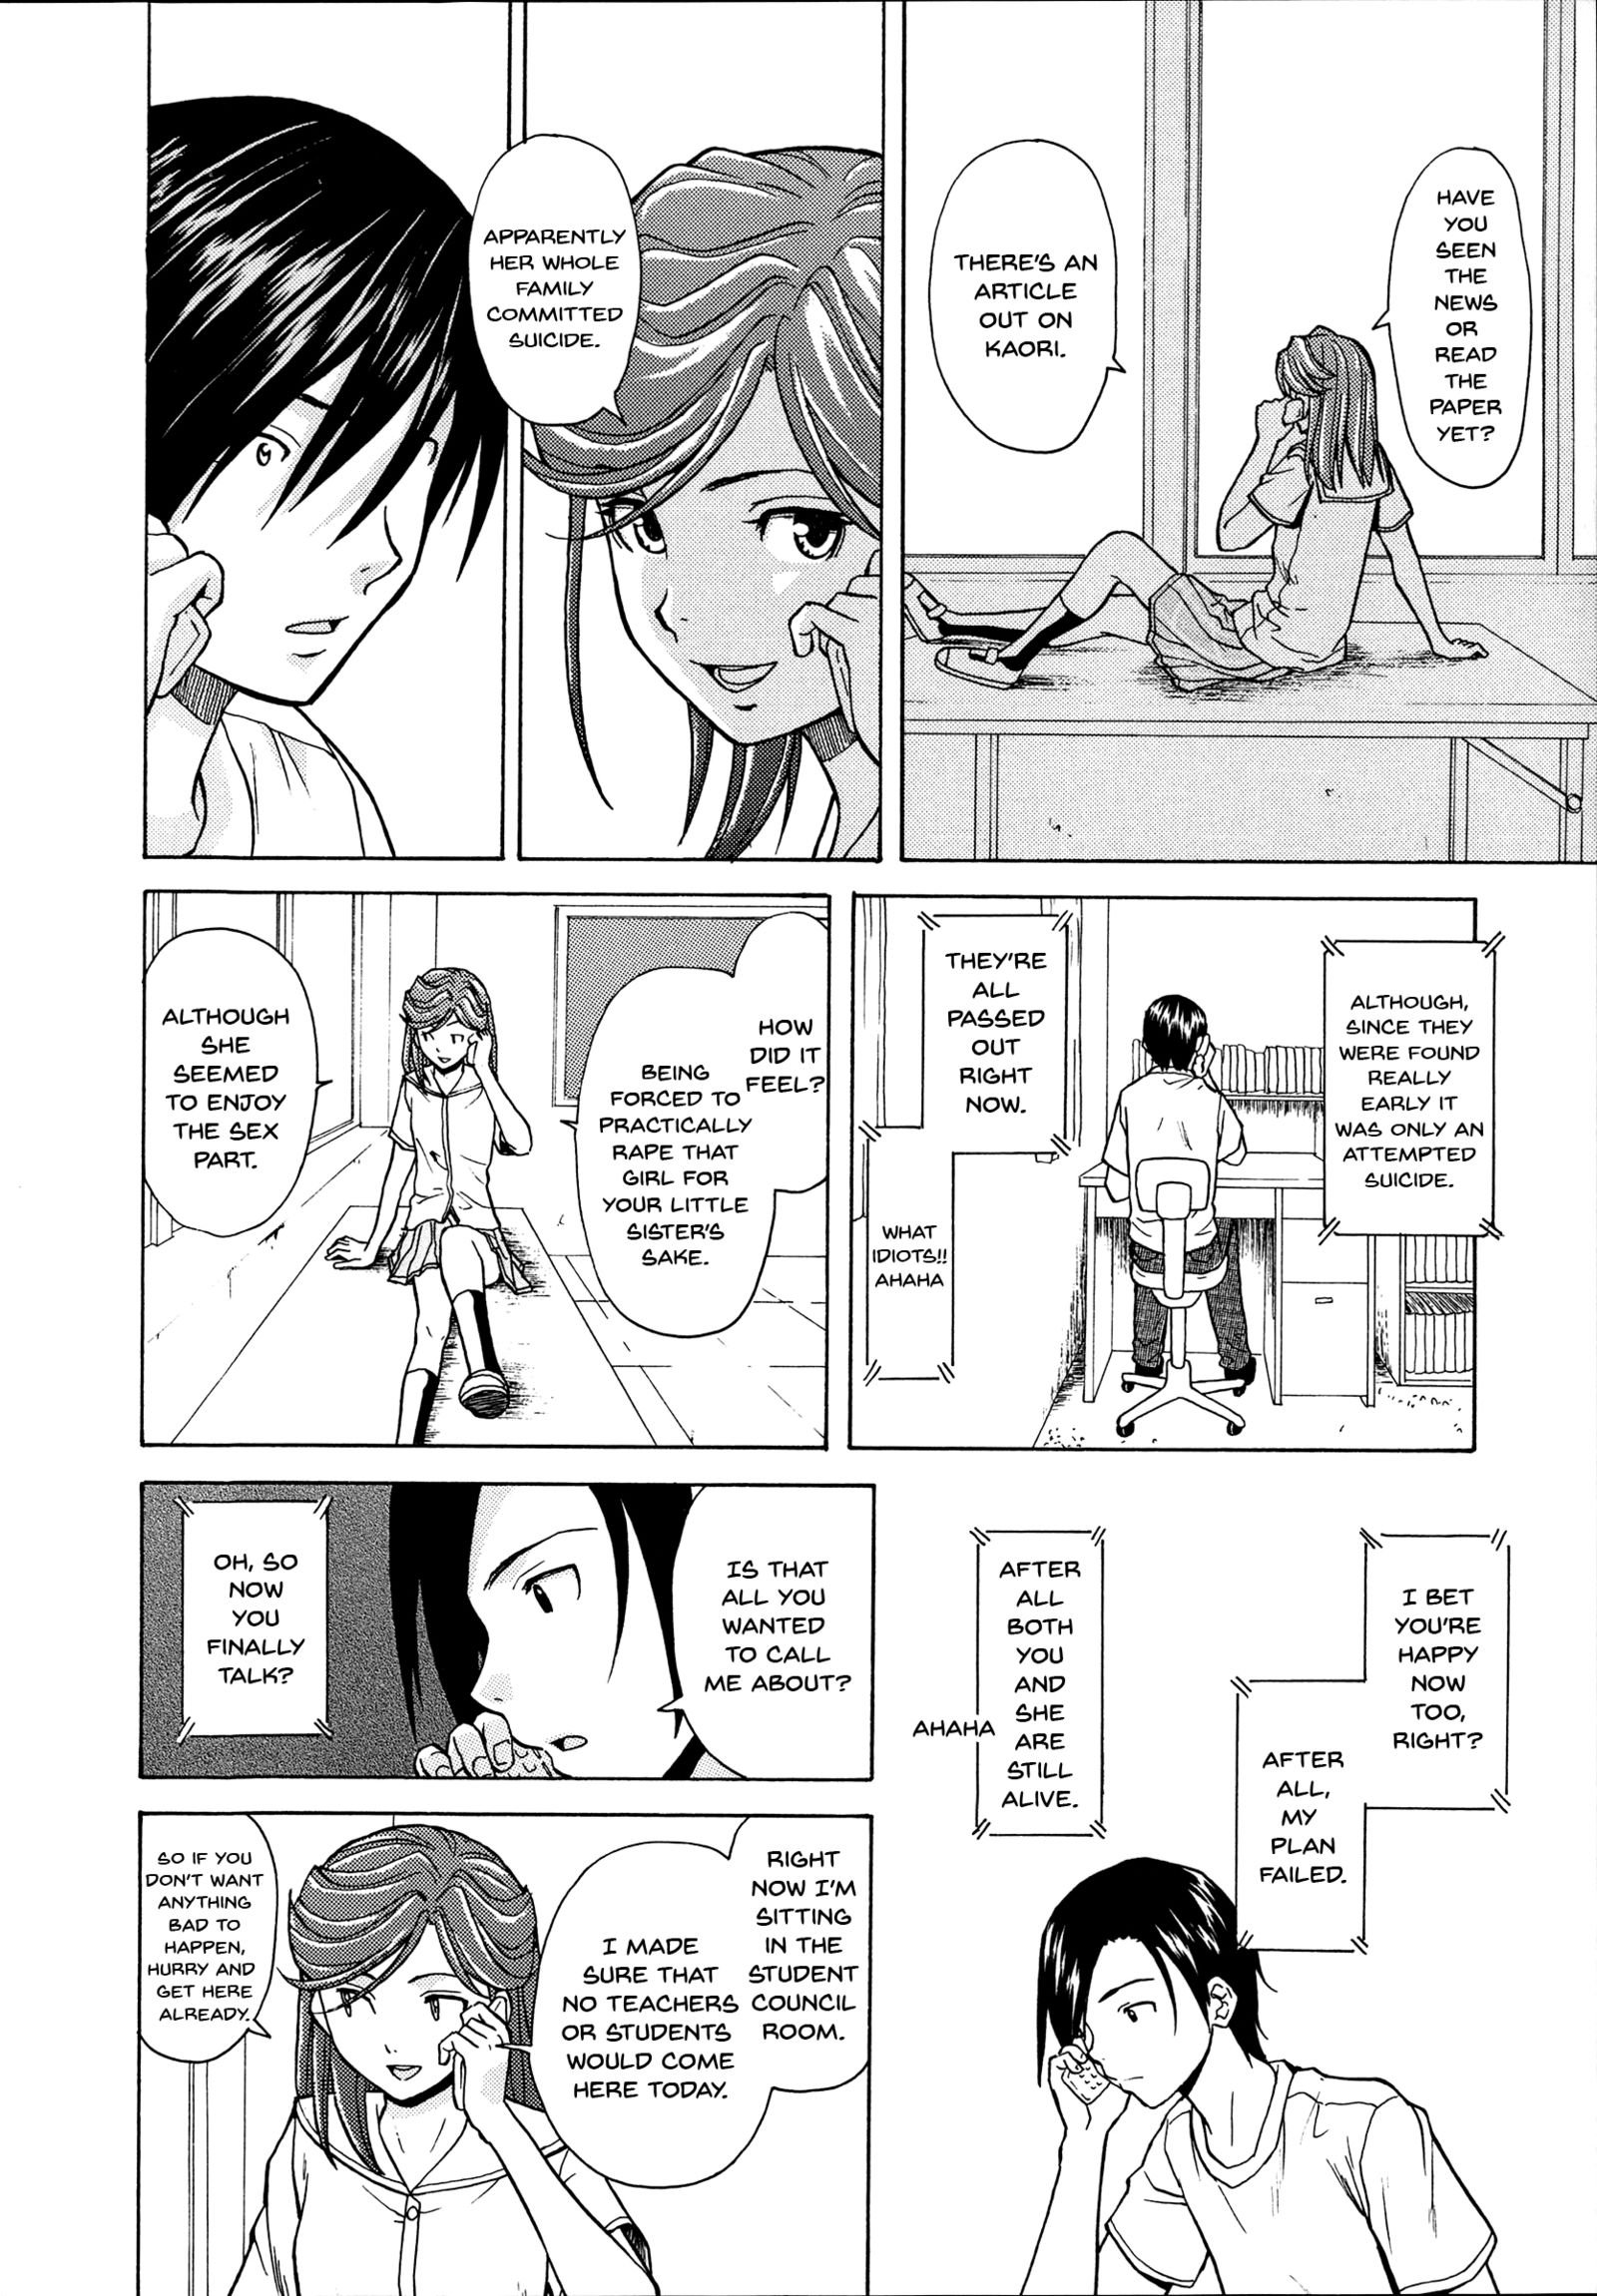 HAVE
YOU
SEEN
THE
NEWS
OR
READ
THE
PAPER
YET?
THERE'S AN
ARTICLE
OUT ON
KAORI.
APPARENTLY
HER WHOLE
FAMILY
COMMITTED
SUICIDE.
ALTHOUGH,
SINCE THEY
WERE FOUND
REALLY
EARLY IT
WAS ONLY AN
ATTEMPTED
SUICIDE.
THEY'RE
ALL
PASSED
OUT
RIGHT
NOW.
WHAT
IDIOTS!!
AHAHA
HOW
DID IT
FEEL?
BEING
FORCED TO
PRACTICALLY
RAPE THAT
GIRL FOR
YOUR LITTLE
SISTER'S
SAKE.
ALTHOUGH
SHE
SEEMED
TO ENJOY
THE SEX
PART.
I BET
YOU'RE
HAPPY
NOW
TOO,
RIGHT?
AFTER
ALL,
MY
PLAN
FAILED.
AFTER
ALL
BOTH
YOU
AND
SHE
ARE
STILL
ALIVE.
AHAHA
IS THAT
ALL YOU
WANTED
TO CALL
ME ABOUT?
OH, SO
NOW
YOU
FINALLY
TALK?
RIGHT
NOW I'M
SITTING
IN THE
STUDENT
COUNCIL
ROOM.
I MADE
SURE THAT
NO TEACHERS
OR STUDENTS
WOULD COME
HERE TODAY.
SO IF YOU
DON'T WANT
ANYTHING
BAD TO
HAPPEN,
HURRY AND
GET HERE
ALREADY.